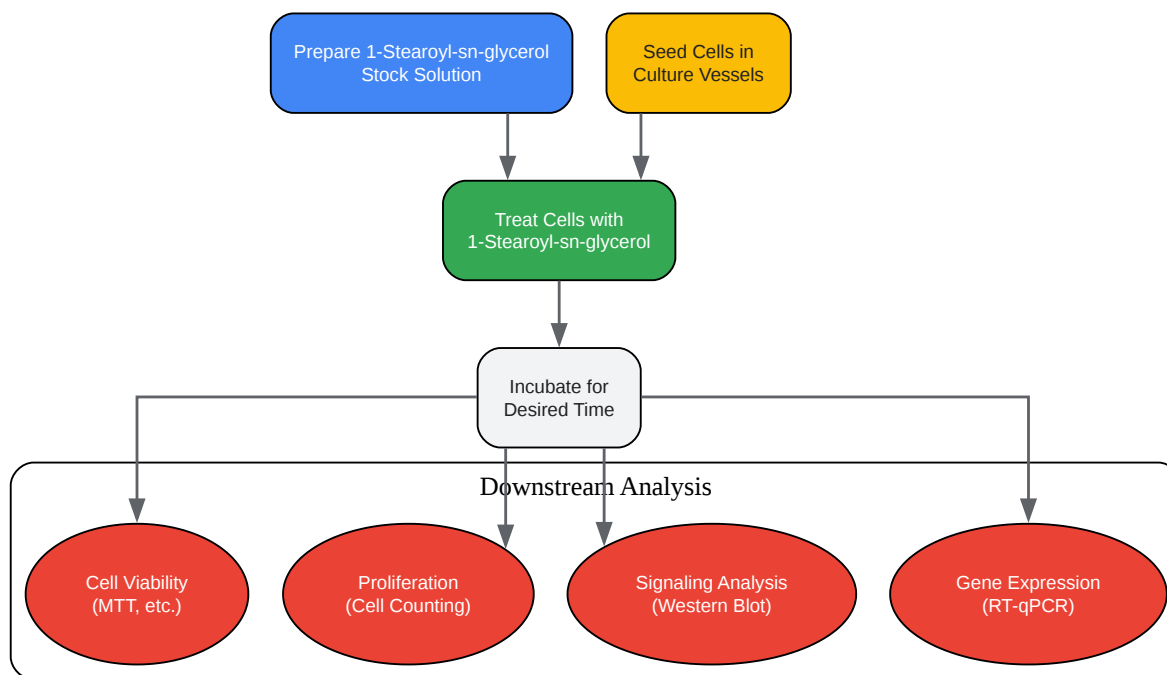 Prepare 1-Stearoyl-sn-glycerol
Stock Solution
Seed Cells in
Culture Vessels
Treat Cells with
1-Stearoyl-sn-glycerol
Incubate for
Desired Time
Downstream Analysis
Cell Viability
(MTT, etc.)
Proliferation
(Cell Counting)
Signaling Analysis
(Western Blot)
Gene Expression
(RT-qPCR)